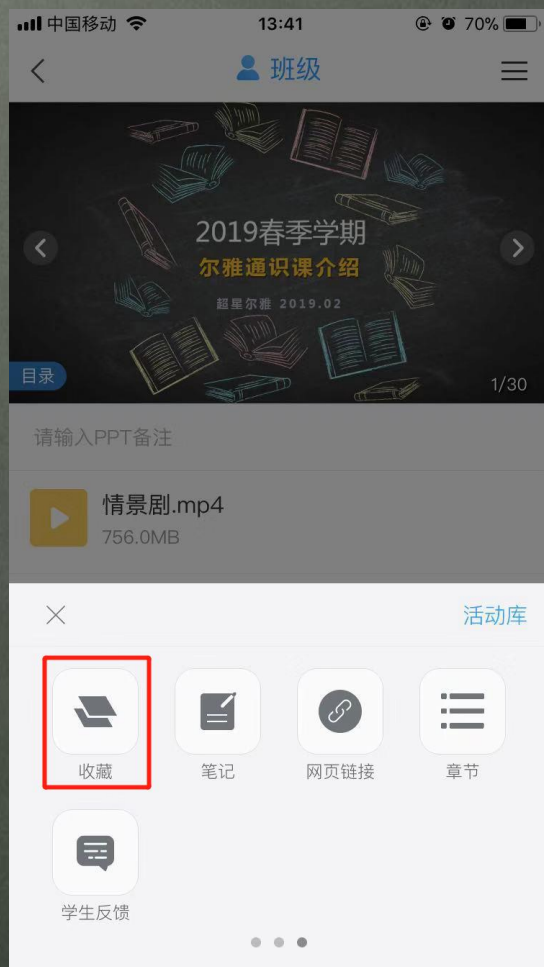 中国移动 13:41 70%
班级
2019春季学期
尔雅通识课介绍
超星尔雅 2019.02
目录 1/30
请输入PPT备注
情景剧.mp4
756.0MB
活动库
收藏 笔记 网页链接 章节
学生反馈